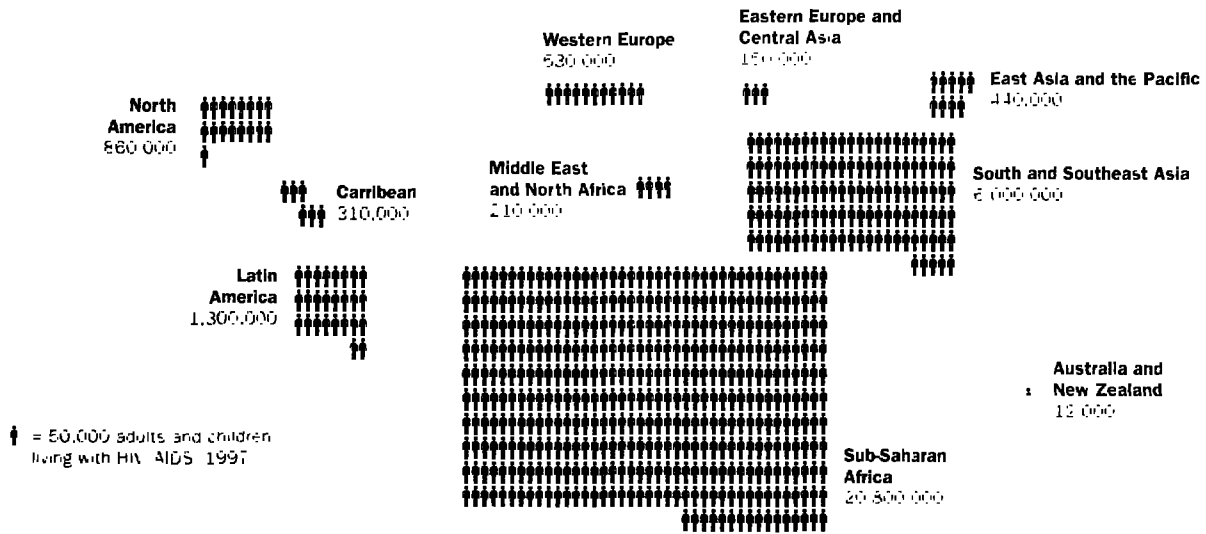 Eastern Europe and
Central Asia
150 000
Western Europe
530 000
East Asia and the Pacific
440,000
North
America
860 000
Middle East
and North Africa
210 000
South and Southeast Asia
6 000 000
Carribean
310,000
Latin
America
1,300,000
Australia and
New Zealand
12 000
= 50,000 adults and children
living with HIV AIDS 1997
Sub-Saharan
Africa
20 800 000